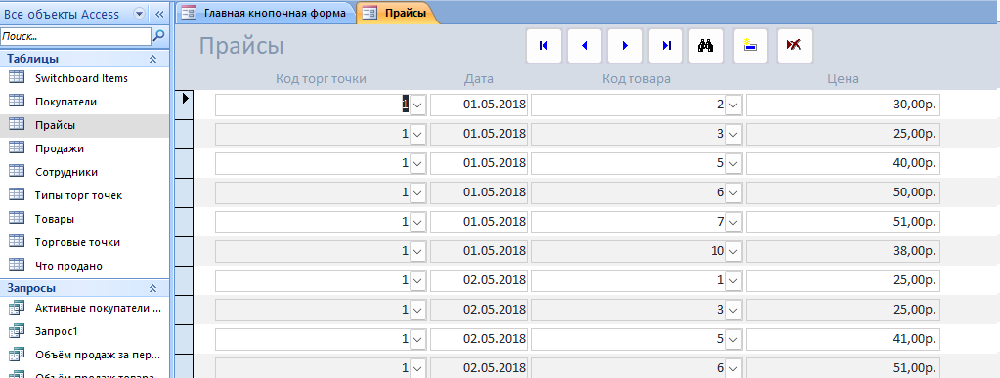 Все объекты Access
Поиск...
Таблицы
Switchboard Items
Покупатели
Прайсы
Продажи
Сотрудники
Типы торг точек
Товары
Торговые точки
Что продано
Запросы
Активные покупатели ...
Запрос1
Объём продаж за пер...
Объём продаж товара
Главная кнопочная форма Прайсы
Прайсы
Код торг точки Дата Код товара Цена
1 01.05.2018 2 30,00р.
1 01.05.2018 3 25,00р.
1 01.05.2018 5 40,00р.
1 01.05.2018 6 50,00р.
1 01.05.2018 7 51,00р.
1 01.05.2018 10 38,00р.
1 02.05.2018 1 25,00р.
1 02.05.2018 3 25,00р.
1 02.05.2018 5 41,00р.
1 02.05.2018 6 51,00р.